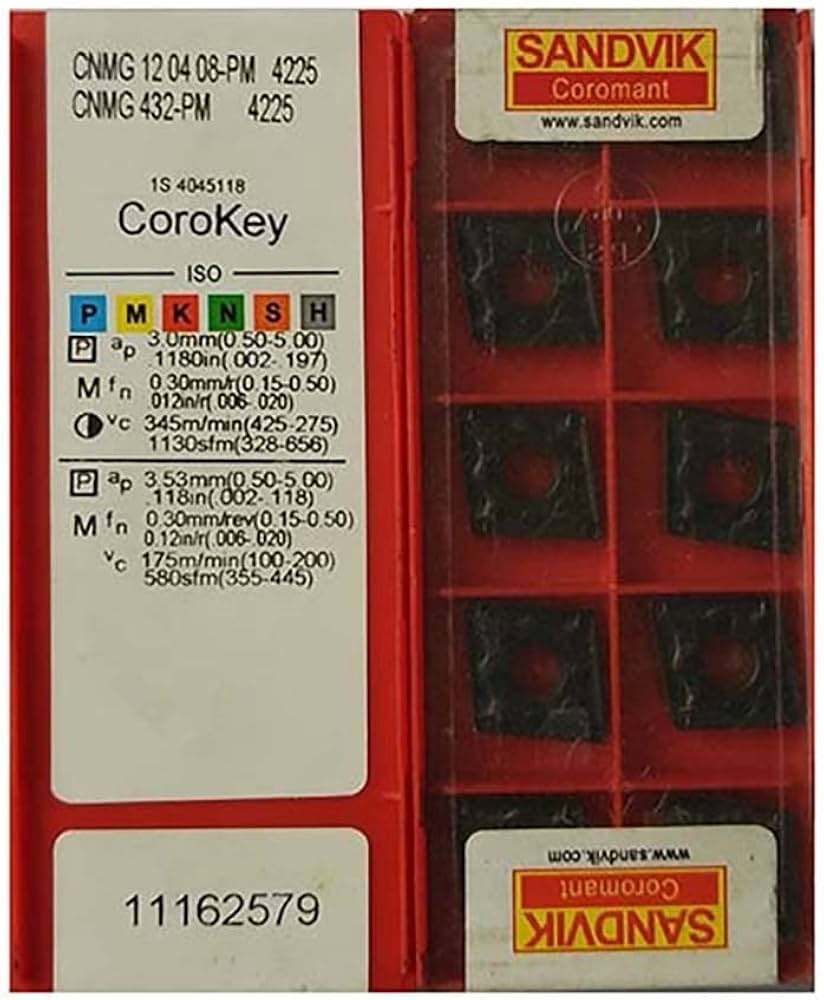 CNMG 12 04 08-PM 4225
CNMG 432-PM 4225
1S 4045118
CoroKey
ISO
P M K N S H
P ap 3.0mm(0.50-5.00)
.1180in(.002-.197)
M fn 0.30mm/r(0.15-0.50)
012in/r(.006-.020)
vc 345m/min(425-275)
1130sfm(328-656)
P ap 3.53mm(0.50-5.00)
.118in(.002-.118)
M fn 0.30mm/rev(0.15-0.50)
0.12in/r(.006-.020)
vc 175m/min(100-200)
580sfm(355-445)
11162579
SANDVIK
Coromant
www.sandvik.com
www.sandvik.com
Coromant
SANDVIK